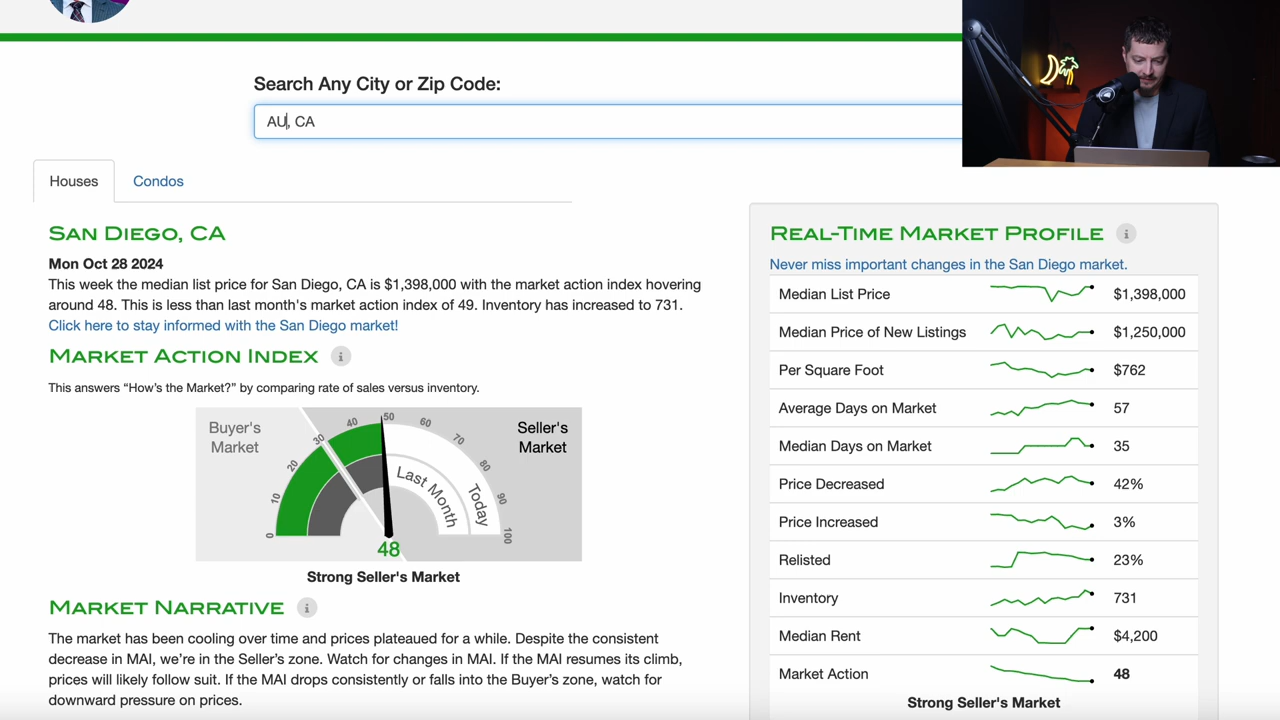 Search Any City or Zip Code:
AU, CA
Houses
Condos
SAN DIEGO, CA
Mon Oct 28 2024
This week the median list price for San Diego, CA is $1,398,000 with the market action index hovering
around 48. This is less than last month's market action index of 49. Inventory has increased to 731.
Click here to stay informed with the San Diego market!
MARKET ACTION INDEX i
This answers “How's the Market?” by comparing rate of sales versus inventory.
Buyer's
Market
Seller's
Market
0
10
20
30
40
50
60
70
80
90
100
Last Month
Today
48
Strong Seller's Market
MARKET NARRATIVE i
The market has been cooling over time and prices plateaued for a while. Despite the consistent
decrease in MAI, we’re in the Seller’s zone. Watch for changes in MAI. If the MAI resumes its climb,
prices will likely follow suit. If the MAI drops consistently or falls into the Buyer’s zone, watch for
downward pressure on prices.
REAL-TIME MARKET PROFILE i
Never miss important changes in the San Diego market.
Median List Price $1,398,000
Median Price of New Listings $1,250,000
Per Square Foot $762
Average Days on Market 57
Median Days on Market 35
Price Decreased 42%
Price Increased 3%
Relisted 23%
Inventory 731
Median Rent $4,200
Market Action 48
Strong Seller's Market